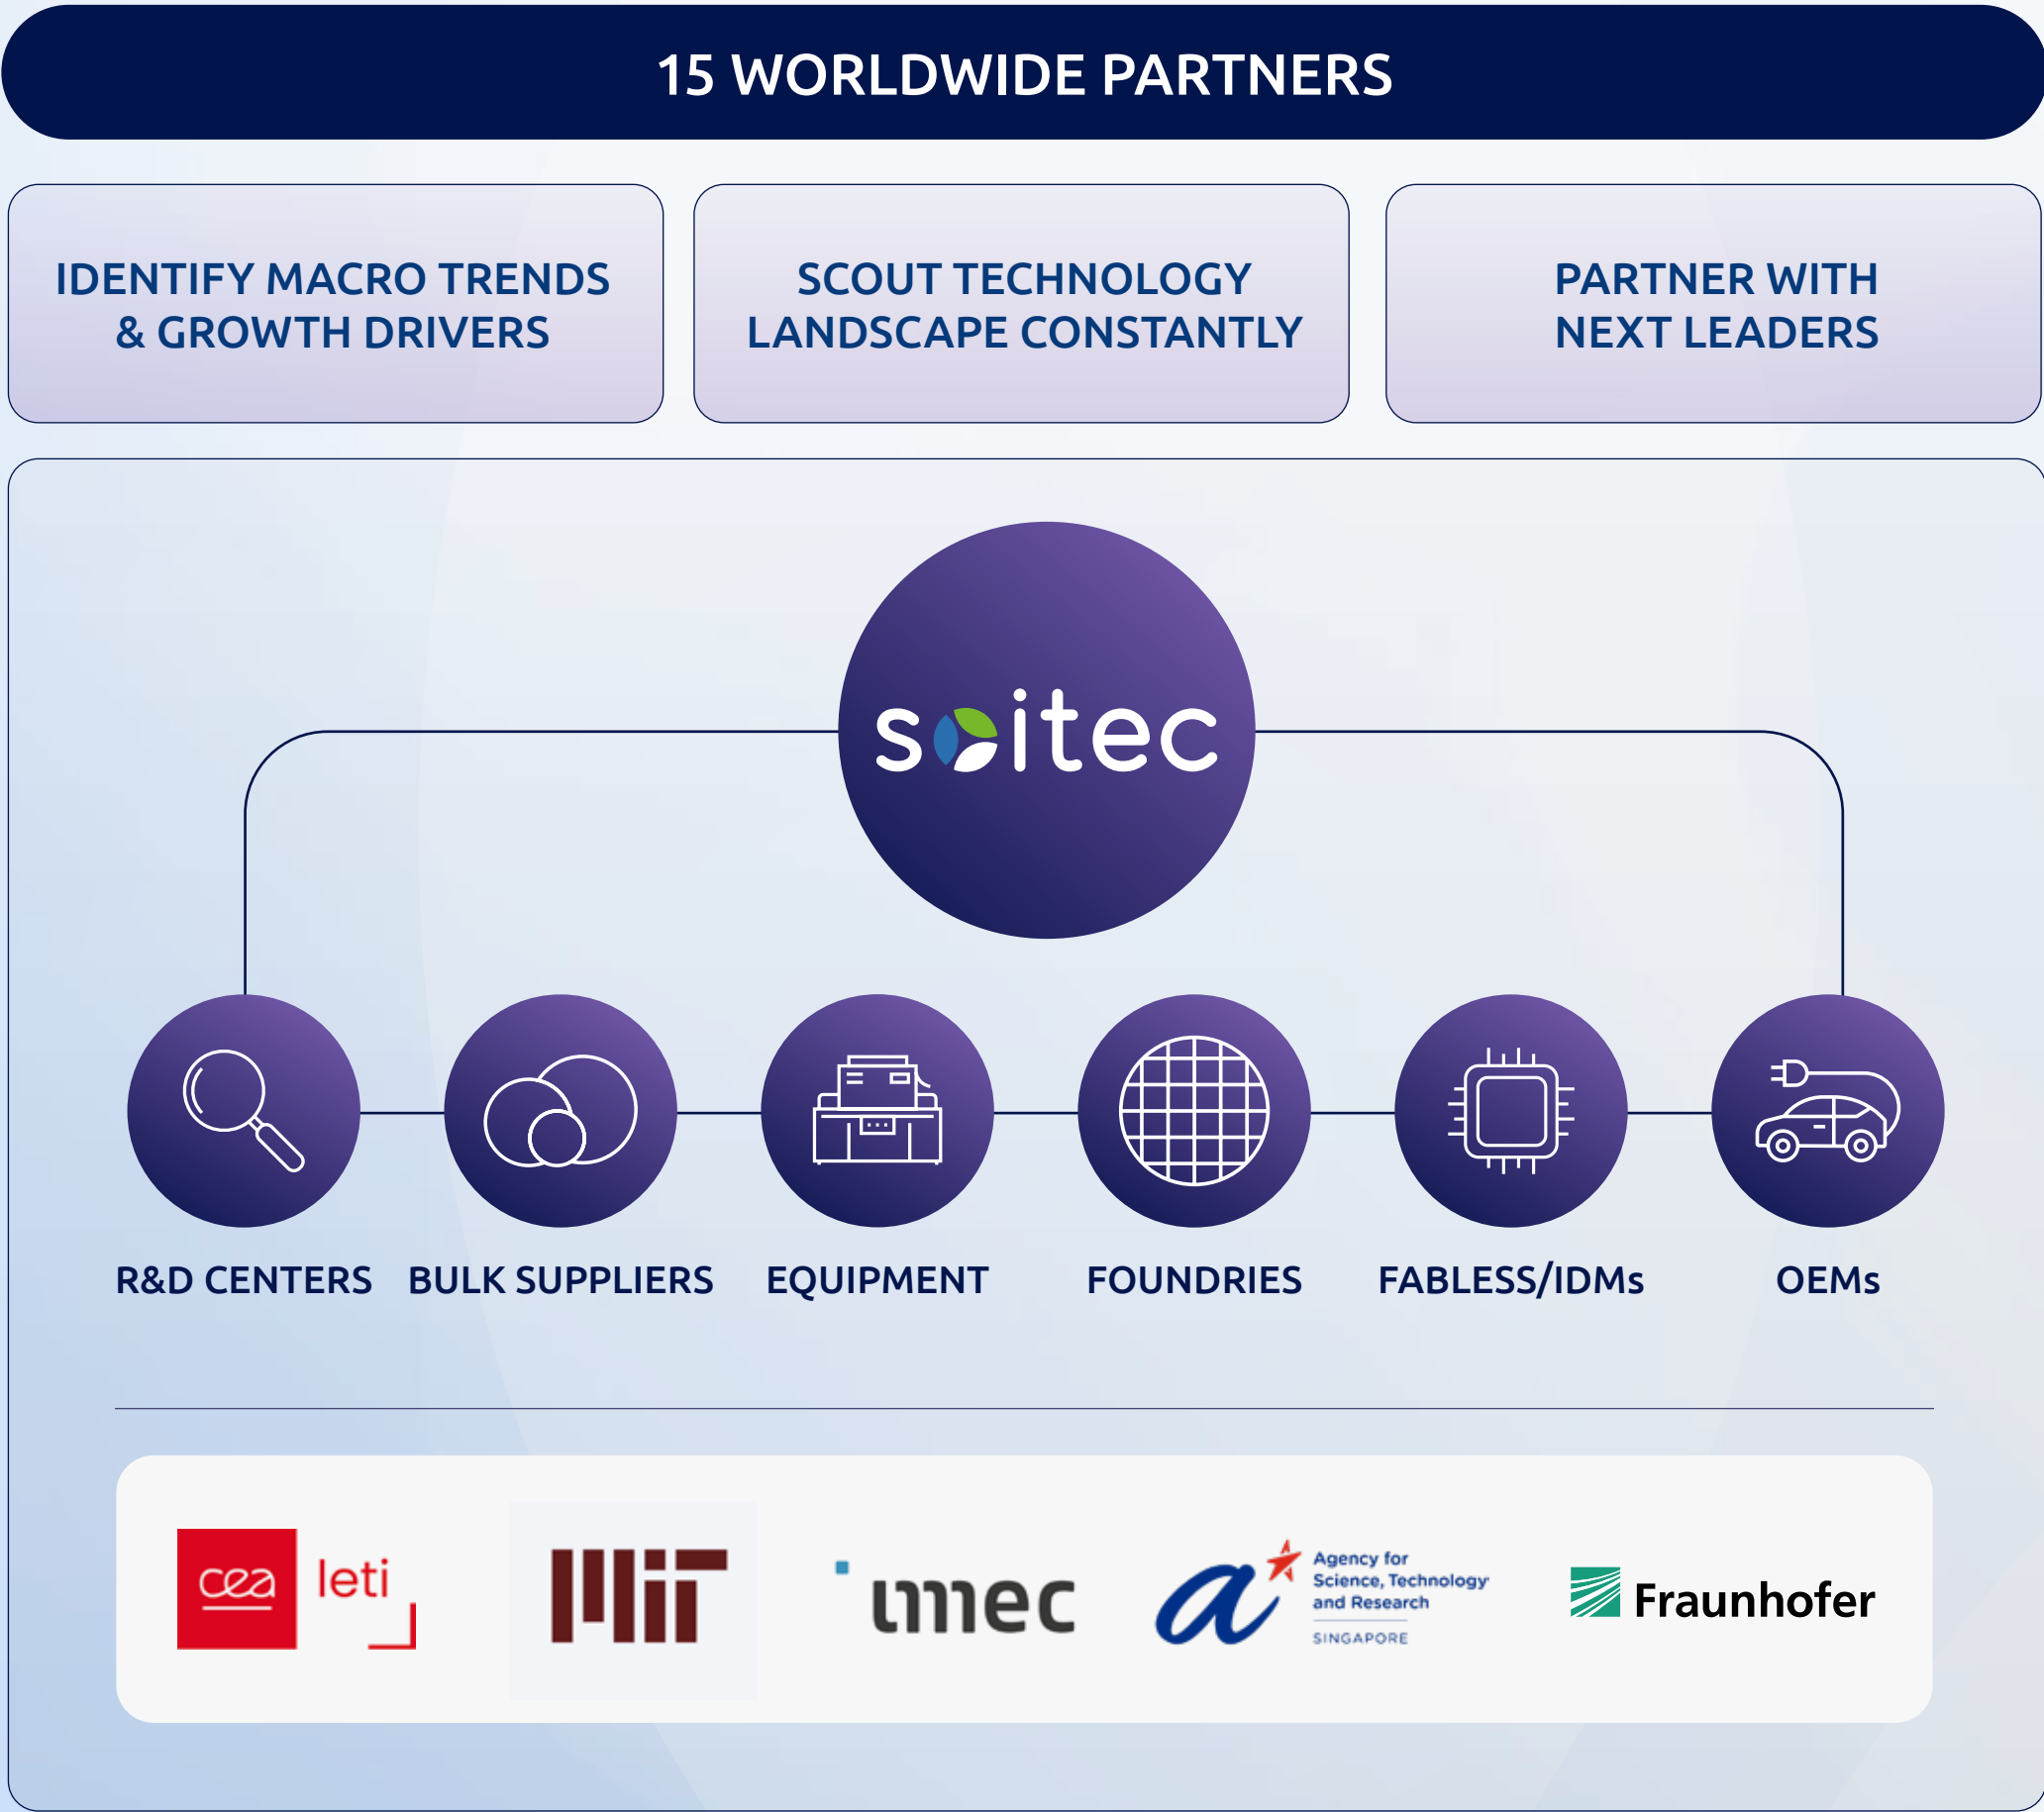 15 WORLDWIDE PARTNERS
IDENTIFY MACRO TRENDS
& GROWTH DRIVERS
SCOUT TECHNOLOGY
LANDSCAPE CONSTANTLY
PARTNER WITH
NEXT LEADERS
soitec
R&D CENTERS
BULK SUPPLIERS
EQUIPMENT
FOUNDRIES
FABLESS/IDMs
OEMs
cea
leti
MIT
imec
a
Agency for
Science, Technology
and Research
SINGAPORE
Fraunhofer